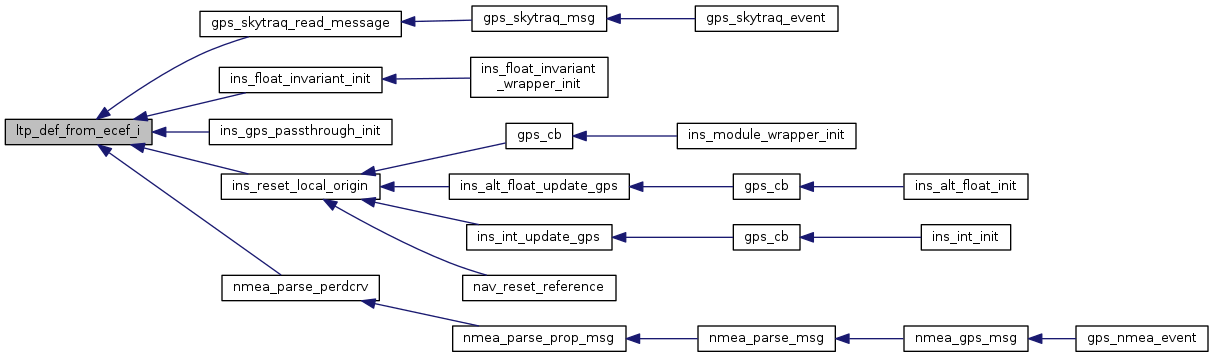 gps_skytraq_read_message
gps_skytraq_msg
gps_skytraq_event
ins_float_invariant_init
ins_float_invariant
_wrapper_init
ltp_def_from_ecef_i
ins_gps_passthrough_init
gps_cb
ins_module_wrapper_init
ins_reset_local_origin
ins_alt_float_update_gps
gps_cb
ins_alt_float_init
ins_int_update_gps
gps_cb
ins_int_init
nmea_parse_perdcrv
nav_reset_reference
nmea_parse_prop_msg
nmea_parse_msg
nmea_gps_msg
gps_nmea_event